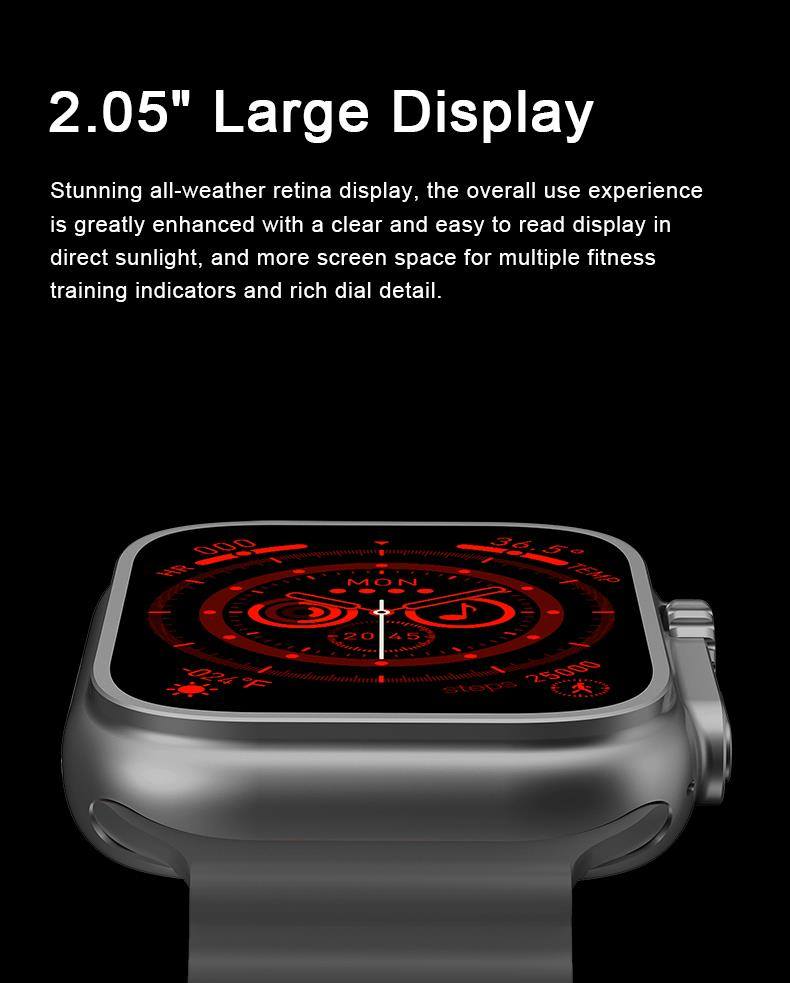 2.05" Large Display
Stunning all-weather retina display, the overall use experience
is greatly enhanced with a clear and easy to read display in
direct sunlight, and more screen space for multiple fitness
training indicators and rich dial detail.
HR 000
36.5° TEMP
MON
20:45
-024 °F
steps 25000